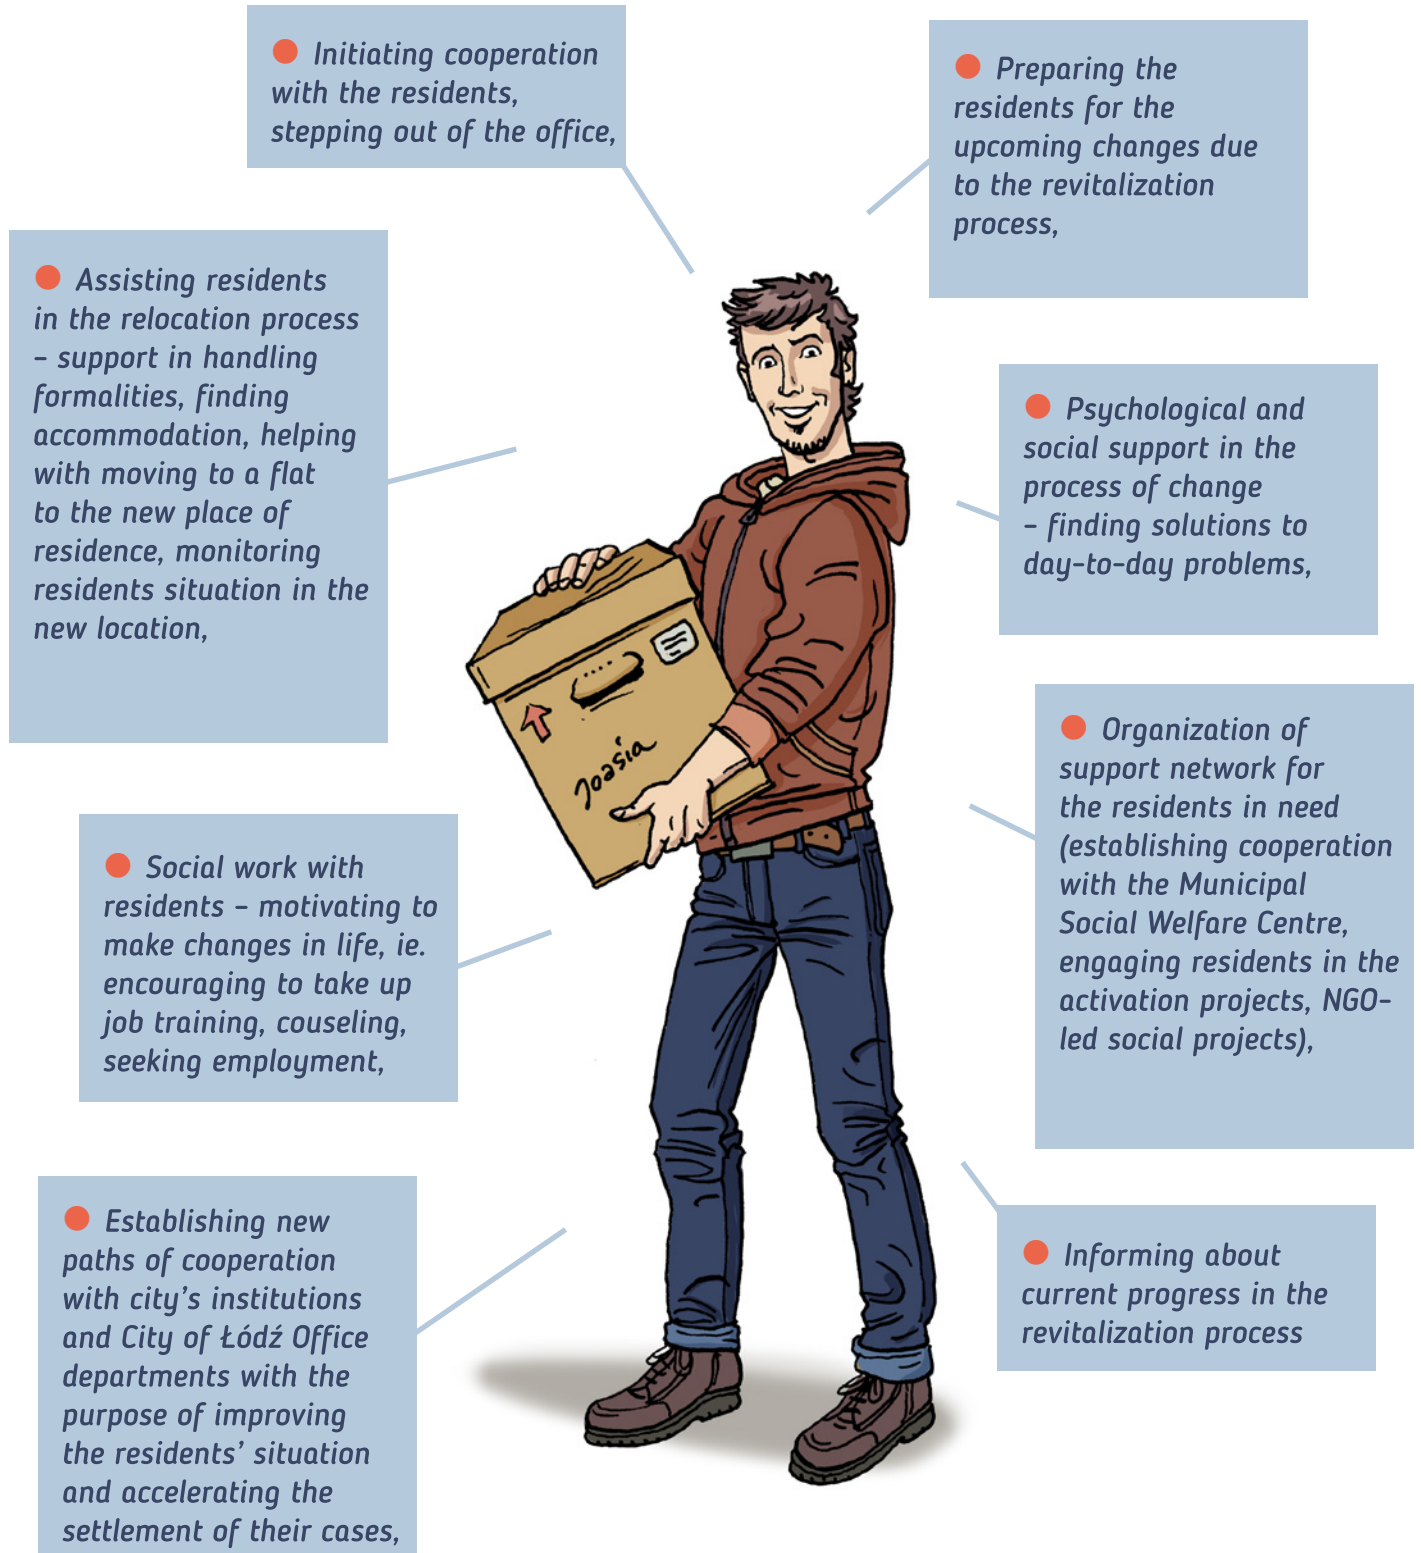 ● Initiating cooperation
with the residents,
stepping out of the office,
● Preparing the
residents for the
upcoming changes due
to the revitalization
process,
● Assisting residents
in the relocation process
– support in handling
formalities, finding
accommodation, helping
with moving to a flat
to the new place of
residence, monitoring
residents situation in the
new location,
● Psychological and
social support in the
process of change
– finding solutions to
day-to-day problems,
● Organization of
support network for
the residents in need
(establishing cooperation
with the Municipal
Social Welfare Centre,
engaging residents in the
activation projects, NGO-
led social projects),
Joasia
● Social work with
residents – motivating to
make changes in life, ie.
encouraging to take up
job training, couseling,
seeking employment,
● Establishing new
paths of cooperation
with city's institutions
and City of Łódź Office
departments with the
purpose of improving
the residents' situation
and accelerating the
settlement of their cases,
● Informing about
current progress in the
revitalization process